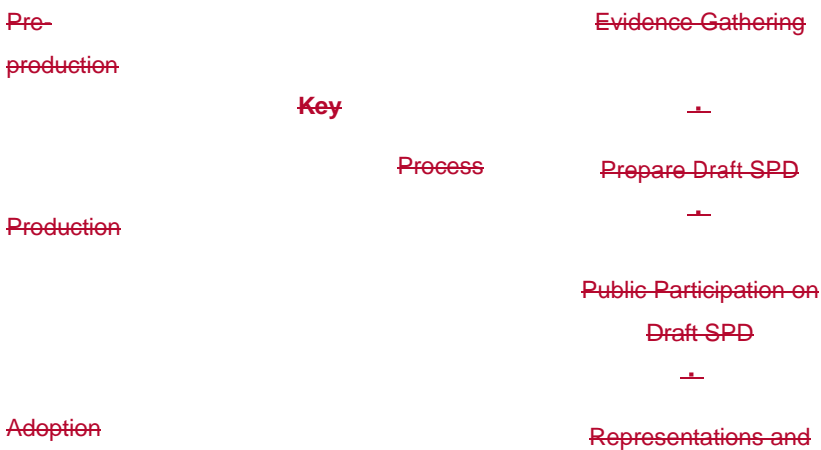 Pre-
production
Evidence Gathering
Key
.
Process
Prepare Draft SPD
.
Production
Public Participation on
Draft SPD
.
Adoption
Representations and